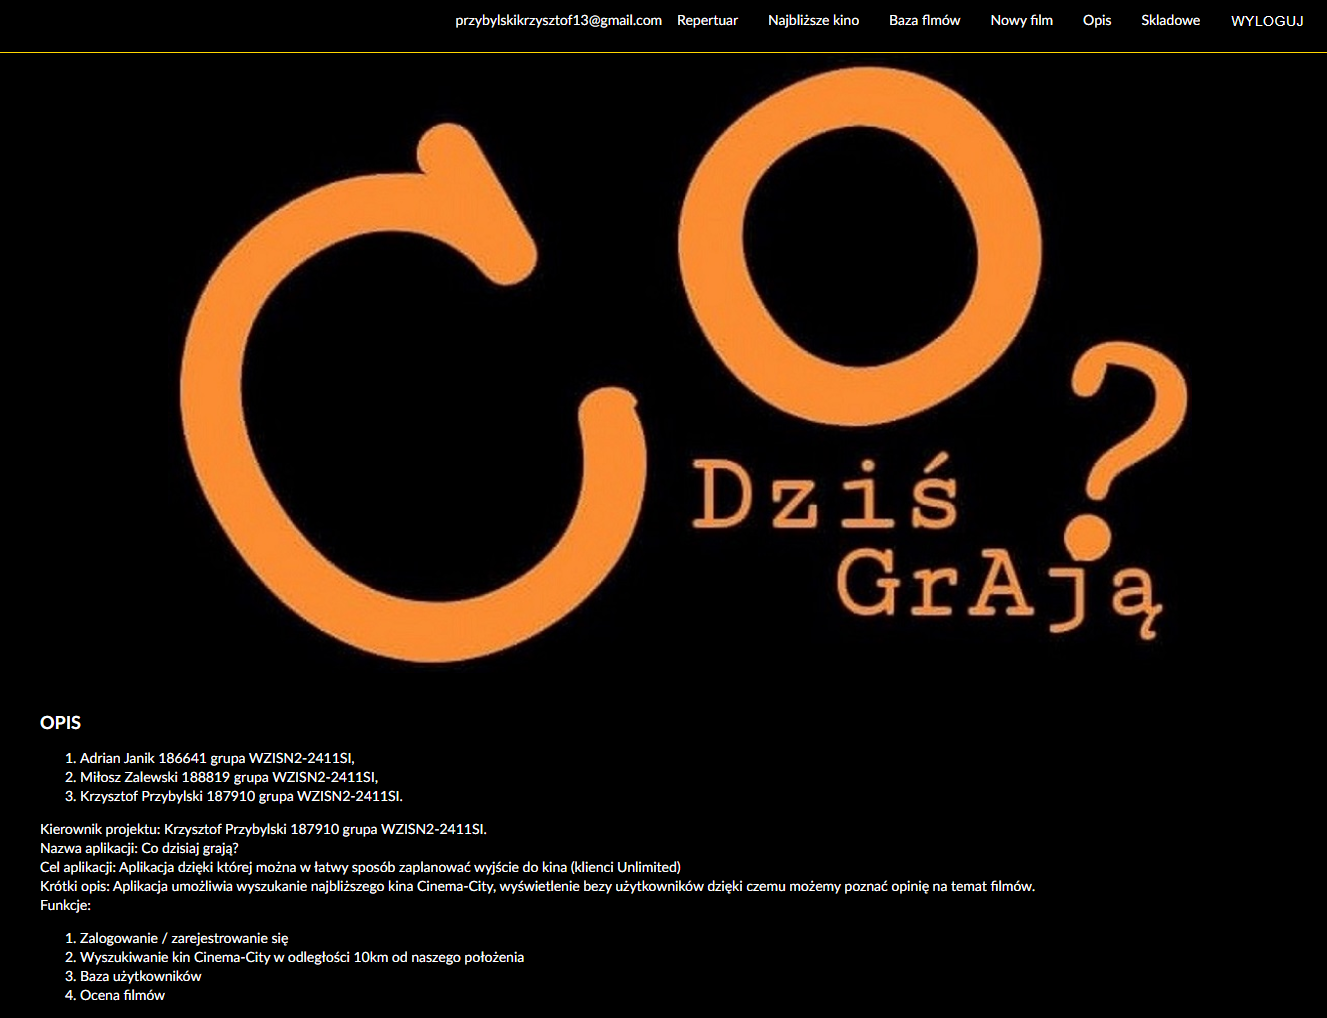 przybylskikrzysztof13@gmail.com Repertuar Najbliższe kino Baza flmów Nowy film Opis Skladowe WYLOGUJ
CO?
Dziś
GrAją
OPIS
1. Adrian Janik 186641 grupa WZISN2-2411SI,
2. Miłosz Zalewski 188819 grupa WZISN2-2411SI,
3. Krzysztof Przybylski 187910 grupa WZISN2-2411SI.
Kierownik projektu: Krzysztof Przybylski 187910 grupa WZISN2-2411SI.
Nazwa aplikacji: Co dzisiaj grają?
Cel aplikacji: Aplikacja dzięki której można w łatwy sposób zaplanować wyjście do kina (klienci Unlimited)
Krótki opis: Aplikacja umożliwia wyszukanie najbliższego kina Cinema-City, wyświetlenie bezy użytkowników dzięki czemu możemy poznać opinię na temat filmów.
Funkcje:
1. Zalogowanie / zarejestrowanie się
2. Wyszukiwanie kin Cinema-City w odległości 10km od naszego położenia
3. Baza użytkowników
4. Ocena filmów